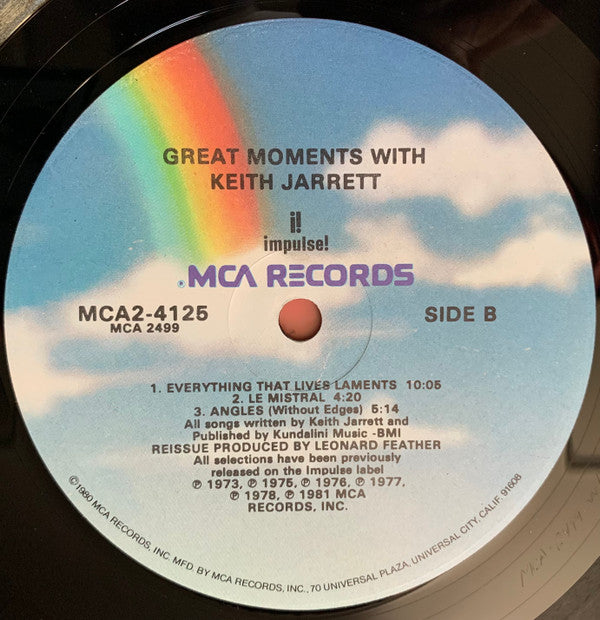 GREAT MOMENTS WITH
KEITH JARRETT
i!
impulse!
MCA RECORDS
MCA2-4125
MCA 2499
SIDE B
1. EVERYTHING THAT LIVES LAMENTS 10:05
2. LE MISTRAL 4:20
3. ANGLES (Without Edges) 5:14
All songs written by Keith Jarrett and
Published by Kundalini Music -BMI
REISSUE PRODUCED BY LEONARD FEATHER
All selections have been previously
released on the Impulse label
℗ 1973, ℗ 1975, ℗ 1976, ℗ 1977,
℗ 1978, ℗ 1981 MCA
RECORDS, INC.
©1980 MCA RECORDS, INC. MFD. BY MCA RECORDS, INC., 70 UNIVERSAL PLAZA, UNIVERSAL CITY, CALIF. 91608